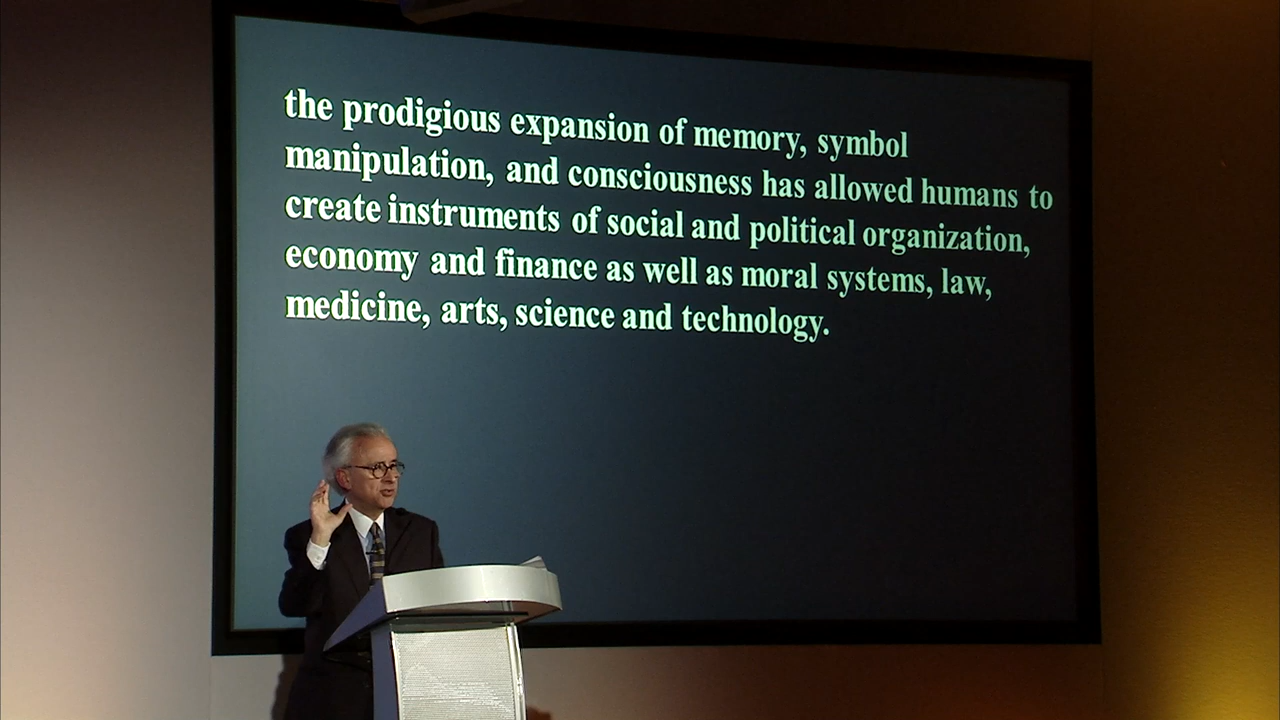 the prodigious expansion of memory, symbol
manipulation, and consciousness has allowed humans to
create instruments of social and political organization,
economy and finance as well as moral systems, law,
medicine, arts, science and technology.